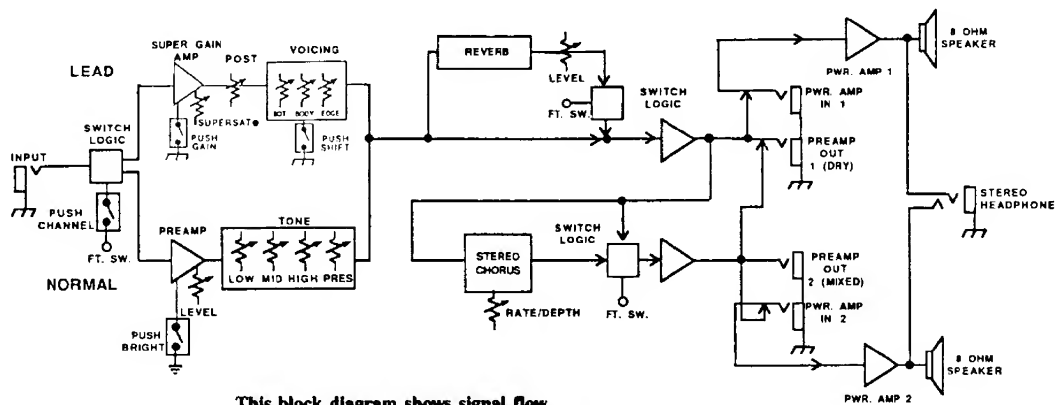 LEAD
SUPER GAIN
AMP
POST
VOICING
BOT BODY EDGE
SUPERSAT
PUSH
GAIN
PUSH
SHIFT
SWITCH
LOGIC
INPUT
PUSH
CHANNEL
FT. SW.
NORMAL
PREAMP
TONE
LOW MID HIGH PRES
LEVEL
PUSH
BRIGHT
REVERB
LEVEL
FT. SW.
SWITCH
LOGIC
SWITCH
LOGIC
STEREO
CHORUS
RATE/DEPTH
FT. SW.
PWR. AMP 1
8 OHM
SPEAKER
PWR. AMP
IN 1
PREAMP
OUT
1 (DRY)
STEREO
HEADPHONE
PREAMP
OUT
2 (MIXED)
PWR. AMP
IN 2
PWR. AMP 2
8 OHM
SPEAKER
This block diagram shows signal flow